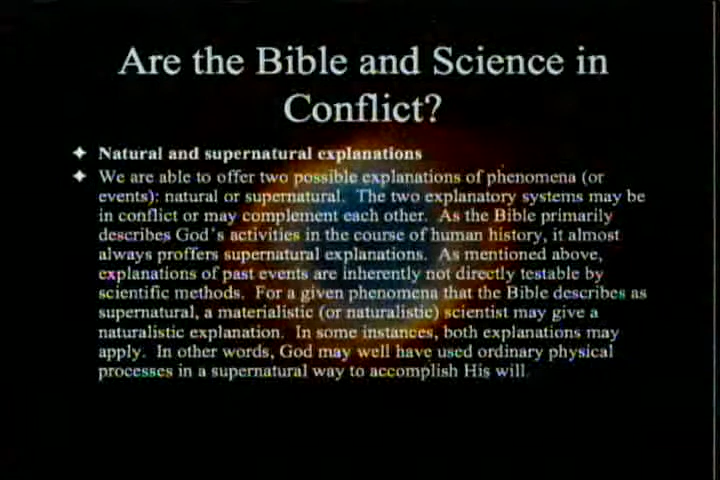 Are the Bible and Science in
Conflict?
Natural and supernatural explanations
We are able to offer two possible explanations of phenomena (or
events): natural or supernatural. The two explanatory systems may be
in conflict or may complement each other. As the Bible primarily
describes God's activities in the course of human history, it almost
always proffers supernatural explanations. As mentioned above,
explanations of past events are inherently not directly testable by
scientific methods. For a given phenomena that the Bible describes as
supernatural, a materialistic (or naturalistic) scientist may give a
naturalistic explanation. In some instances, both explanations may
apply. In other words, God may well have used ordinary physical
processes in a supernatural way to accomplish His will.